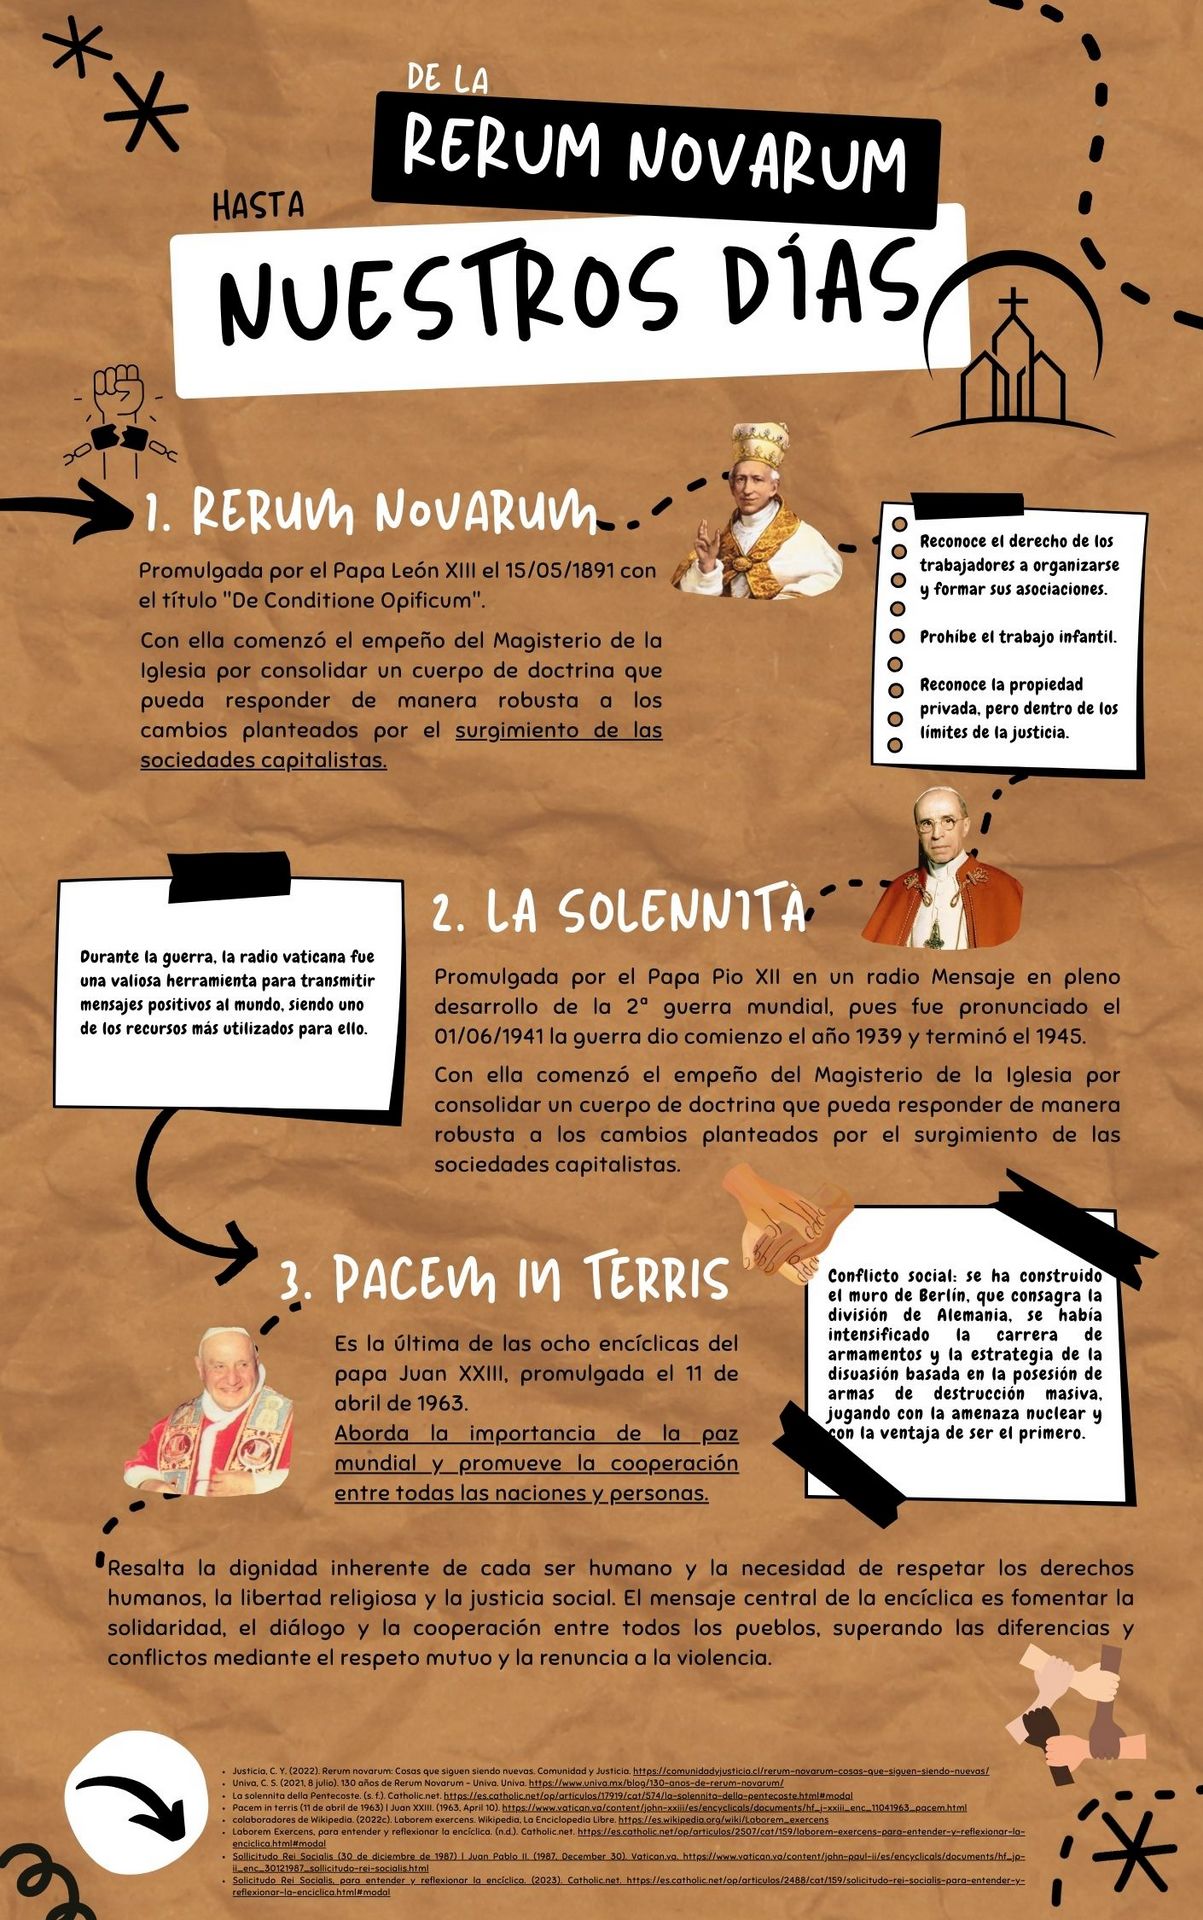 DE LA
RERUM NOVARUM
HASTA
NUESTROS DÍAS
1. RERUM NOVARUM
Promulgada por el Papa León XIII el 15/05/1891 con
el título "De Conditione Opificum".
Con ella comenzó el empeño del Magisterio de la
Iglesia por consolidar un cuerpo de doctrina que
pueda responder de manera robusta a los
cambios planteados por el surgimiento de las
sociedades capitalistas.
Reconoce el derecho de los
trabajadores a organizarse
y formar sus asociaciones.
Prohíbe el trabajo infantil.
Reconoce la propiedad
privada, pero dentro de los
límites de la justicia.
Durante la guerra, la radio vaticana fue
una valiosa herramienta para transmitir
mensajes positivos al mundo, siendo uno
de los recursos más utilizados para ello.
2. LA SOLENNITÀ
Promulgada por el Papa Pio XII en un radio Mensaje en pleno
desarrollo de la 2ª guerra mundial, pues fue pronunciado el
01/06/1941 la guerra dio comienzo el año 1939 y terminó el 1945.
Con ella comenzó el empeño del Magisterio de la Iglesia por
consolidar un cuerpo de doctrina que pueda responder de manera
robusta a los cambios planteados por el surgimiento de las
sociedades capitalistas.
3. PACEM IN TERRIS
Es la última de las ocho encíclicas del
papa Juan XXIII, promulgada el 11 de
abril de 1963.
Aborda la importancia de la paz
mundial y promueve la cooperación
entre todas las naciones y personas.
Conflicto social: se ha construido
el muro de Berlín, que consagra la
división de Alemania, se había
intensificado la carrera de
armamentos y la estrategia de la
disuasión basada en la posesión de
armas de destrucción masiva,
jugando con la amenaza nuclear y
con la ventaja de ser el primero.
Resalta la dignidad inherente de cada ser humano y la necesidad de respetar los derechos
humanos, la libertad religiosa y la justicia social. El mensaje central de la encíclica es fomentar la
solidaridad, el diálogo y la cooperación entre todos los pueblos, superando las diferencias y
conflictos mediante el respeto mutuo y la renuncia a la violencia.
• Justicia, C. Y. (2022). Rerum novarum: Cosas que siguen siendo nuevas. Comunidad y Justicia. https://comunidadyjusticia.cl/rerum-novarum-cosas-que-siguen-siendo-nuevas/
• Univa, C. S. (2021, 8 julio). 130 años de Rerum Novarum - Univa. Univa. https://www.univa.mx/blog/130-anos-de-rerum-novarum/
• La solennita della Pentecoste. (s. f.). Catholic.net. https://es.catholic.net/op/articulos/17919/cat/574/la-solennita-della-pentecoste.html#modal
• Pacem in terris (11 de abril de 1963) | Juan XXIII. (1963, April 10). https://www.vatican.va/content/john-xxiii/es/encyclicals/documents/hf_j-xxiii_enc_11041963_pacem.html
• colaboradores de Wikipedia. (2022c). Laborem exercens. Wikipedia, La Enciclopedia Libre. https://es.wikipedia.org/wiki/Laborem_exercens
• Laborem Exercens, para entender y reflexionar la encíclica. (n.d.). Catholic.net. https://es.catholic.net/op/articulos/2507/cat/159/laborem-exercens-para-entender-y-reflexionar-la-
enciclica.html#modal
• Sollicitudo Rei Socialis (30 de diciembre de 1987) | Juan Pablo II. (1987, December 30). Vatican.va. https://www.vatican.va/content/john-paul-ii/es/encyclicals/documents/hf_jp-
ii_enc_30121987_sollicitudo-rei-socialis.html
• Solicitudo Rei Socialis, para entender y reflexionar la encíclica. (2023). Catholic.net. https://es.catholic.net/op/articulos/2488/cat/159/solicitudo-rei-socialis-para-entender-y-
reflexionar-la-enciclica.html#modal